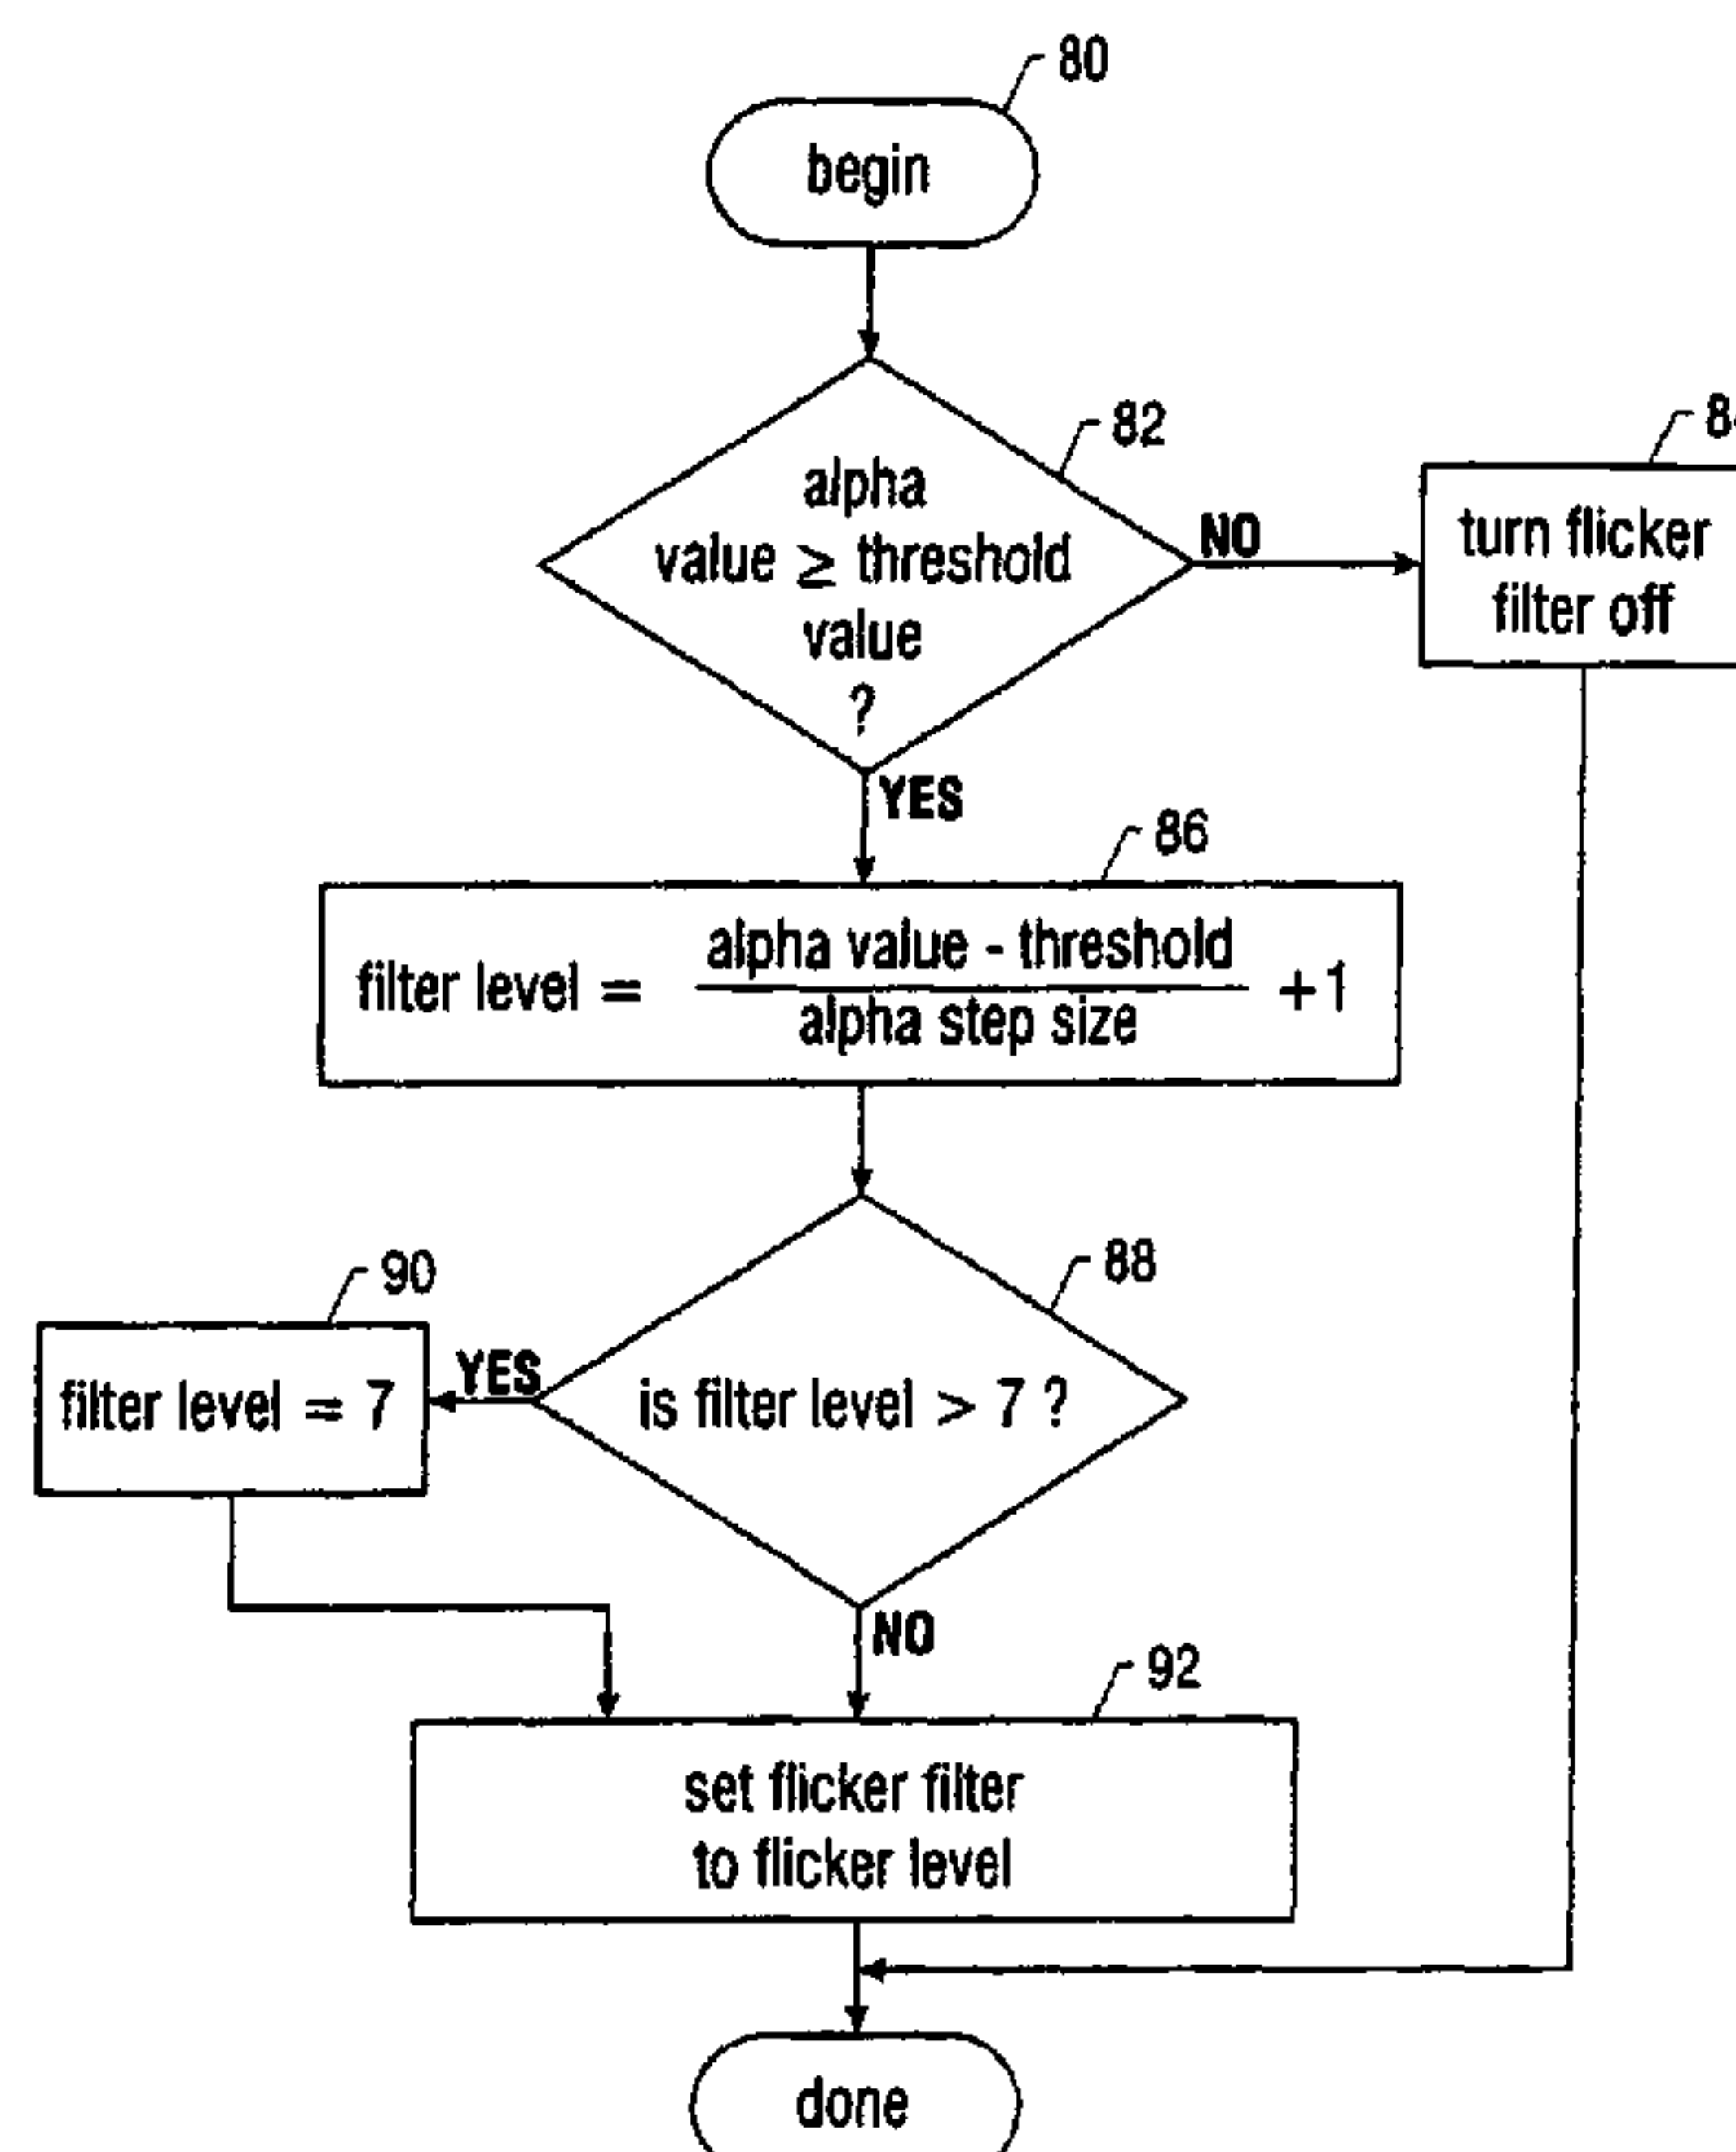 80
begin
82
alpha
value ≥ threshold
value
?
NO
turn flicker
filter off
YES
86
filter level = alpha value - threshold / alpha step size +1
88
is filter level > 7 ?
90
YES
filter level = 7
NO
92
set flicker filter
to flicker level
done